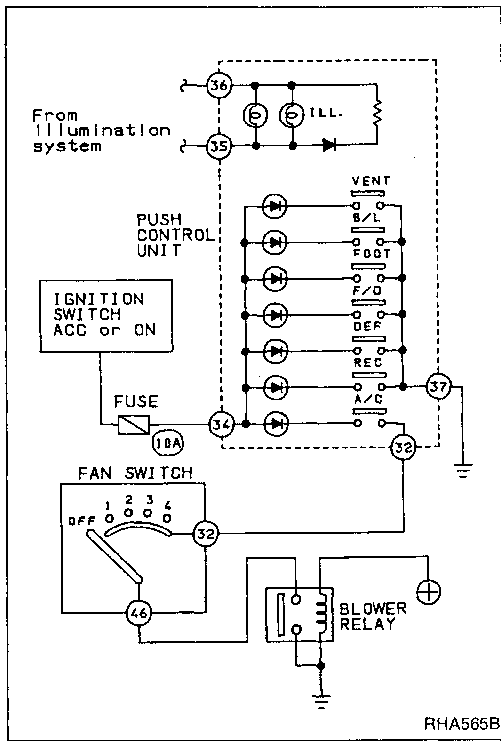 36
ILL.
From
illumination
system
35
VENT
B/L
PUSH
CONTROL
UNIT
FOOT
F/D
IGNITION
SWITCH
ACC or ON
DEF
REC
37
FUSE
A/C
34
10A
32
FAN SWITCH
1 2 3 4
OFF
32
46
BLOWER
RELAY
RHA565B